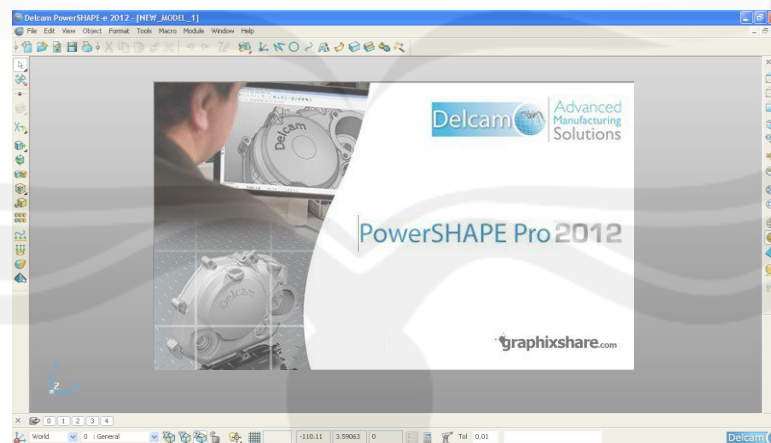 Delcam PowerSHAPE-e 2012 - [NEW_MODEL_1]
File Edit View Object Format Tools Macro Module Window Help
Delcam
Delcam
Advanced
Manufacturing
Solutions
PowerSHAPE Pro 2012
Delcam
graphixshare.com
Z
0 1 2 3 4
World 0 : General -110.11 3.59063 0 Tol 0.01
Delcam